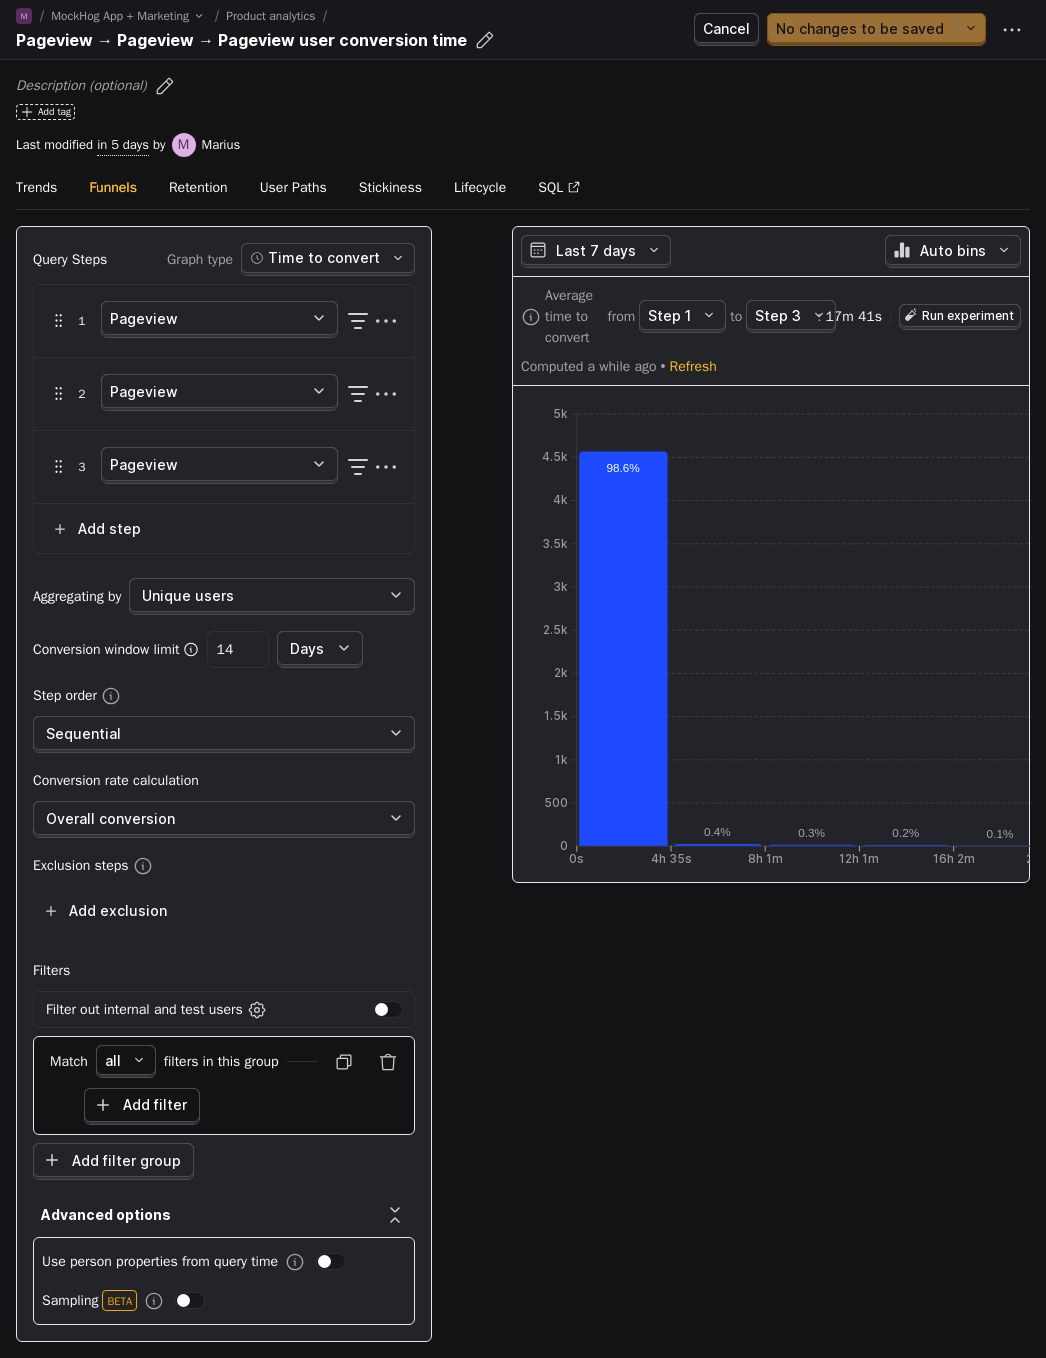 M / MockHog App + Marketing / Product analytics /
Pageview → Pageview → Pageview user conversion time
Cancel
No changes to be saved
Description (optional)
Add tag
Last modified in 5 days by M Marius
Trends Funnels Retention User Paths Stickiness Lifecycle SQL
Query Steps Graph type Time to convert
1 Pageview
2 Pageview
3 Pageview
Add step
Aggregating by Unique users
Conversion window limit 14 Days
Step order
Sequential
Conversion rate calculation
Overall conversion
Exclusion steps
Add exclusion
Filters
Filter out internal and test users
Match all filters in this group
Add filter
Add filter group
Advanced options
Use person properties from query time
Sampling BETA
Last 7 days Auto bins
Average
time to
convert
from Step 1 to Step 3 : 17m 41s Run experiment
Computed a while ago • Refresh
5k
4.5k
98.6%
4k
3.5k
3k
2.5k
2k
1.5k
1k
500
0.4% 0.3% 0.2% 0.1%
0
0s 4h 35s 8h 1m 12h 1m 16h 2m